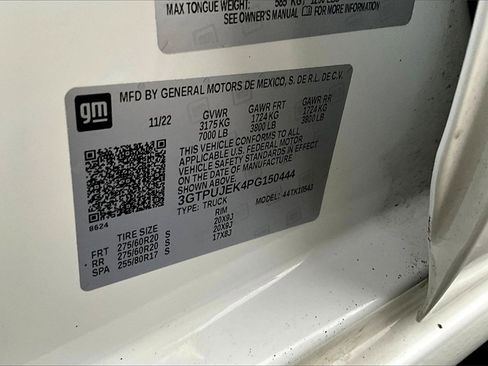 MAX TONGUE WEIGHT: 585 KG
SEE OWNER'S MANUAL FOR MORE INFORMATION
gm
MFD BY GENERAL MOTORS DE MEXICO, S. DE R.L. DE C.V.
11/22 GVWR GAWR FRT GAWR RR
3175 KG 1724 KG 1724 KG
7000 LB 3800 LB 3800 LB
THIS VEHICLE CONFORMS TO ALL
APPLICABLE U.S. FEDERAL MOTOR
VEHICLE SAFETY STANDARDS IN
EFFECT ON THE DATE OF MANUFACTURE
SHOWN ABOVE.
3GTPUJEK4PG150444
8624 TYPE: TRUCK MODEL: 44TK10543
TIRE SIZE RIM
FRT 275/60R20 S 20X9J
RR 275/60R20 S 20X9J
SPA 255/80R17 S 17X8J